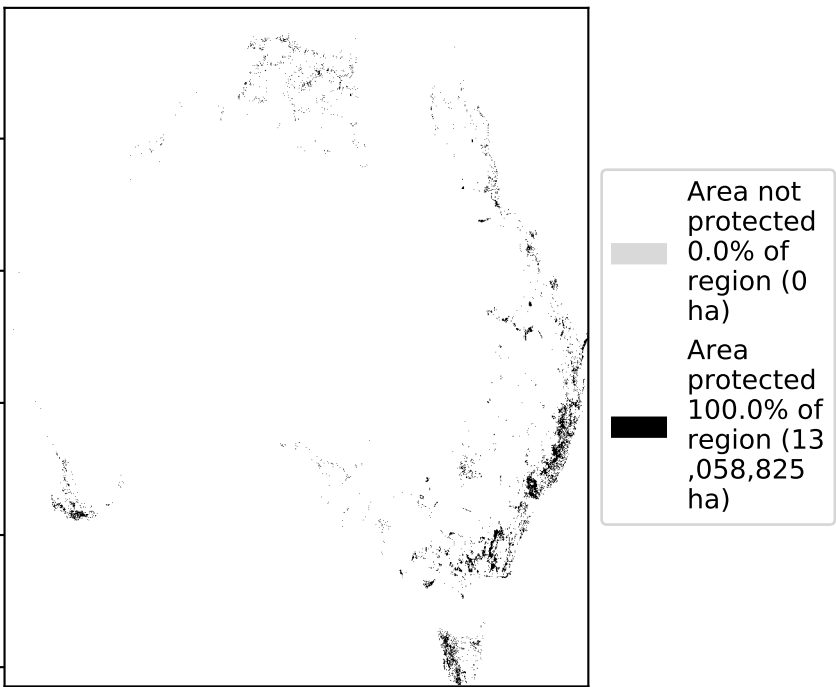 Area not
protected
0.0% of
region (0
ha)
Area
protected
100.0% of
region (13
,058,825
ha)